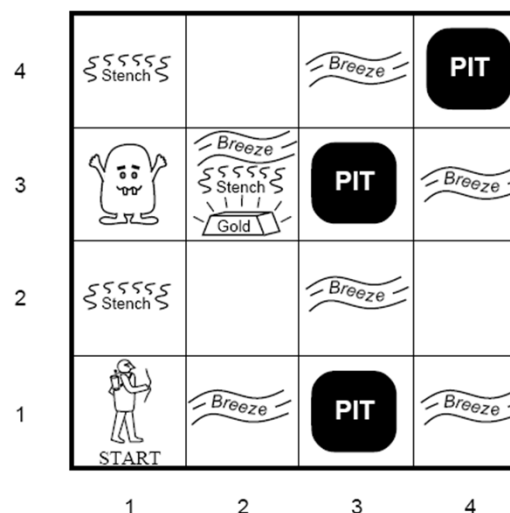 4
Stench
Breeze
PIT
3
Breeze
Stench
Gold
PIT
Breeze
2
Stench
Breeze
1
START
Breeze
PIT
Breeze
1 2 3 4